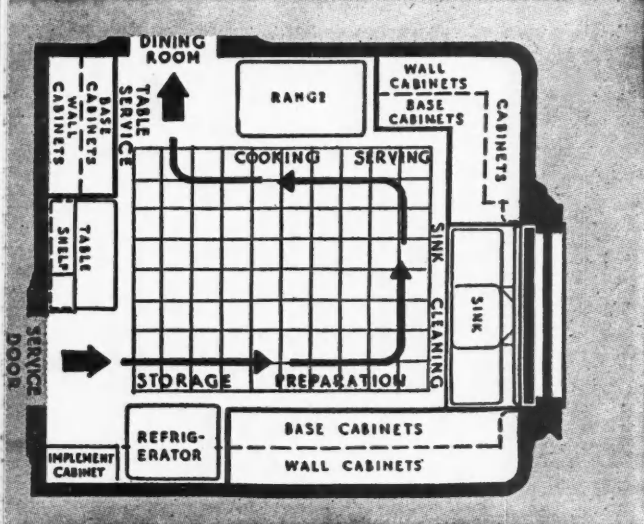 DINING
ROOM
WALL
CABINETS
BASE
CABINETS
CABINETS
RANGE
BASE
CABINETS
WALL
CABINETS
TABLE
SERVICE
COOKING
SERVING
TABLE
SHELF
SINK
CLEANING
SINK
SERVICE
DOOR
STORAGE
PREPARATION
REFRIG-
ERATOR
BASE CABINETS
WALL CABINETS
IMPLEMENT
CABINET